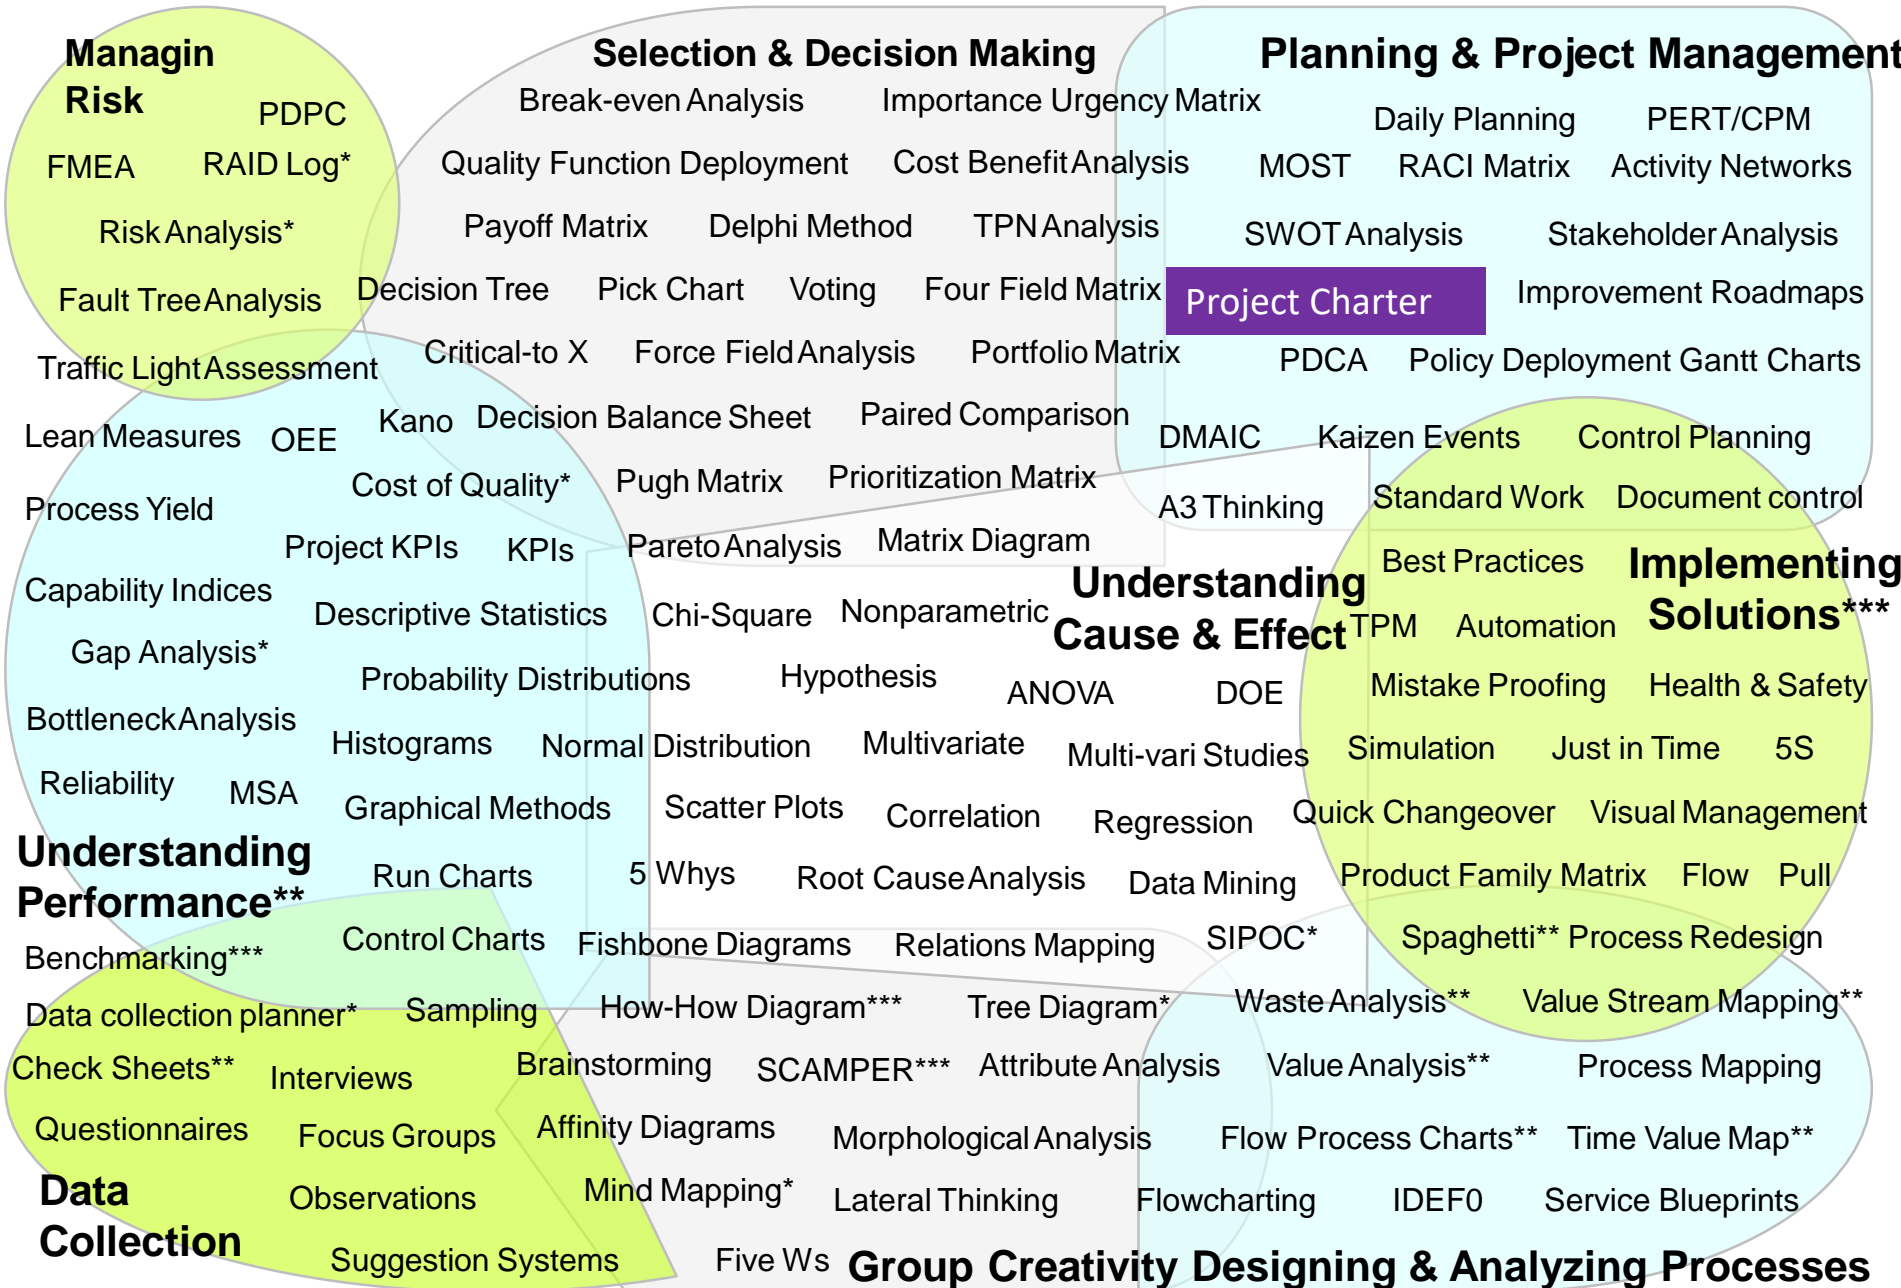 Managin
Risk
Selection & Decision Making
Planning & Project Management
PDPC
Break-even Analysis
Importance Urgency Matrix
Daily Planning
PERT/CPM
FMEA
RAID Log*
Quality Function Deployment
Cost Benefit Analysis
MOST
RACI Matrix
Activity Networks
Risk Analysis*
Payoff Matrix
Delphi Method
TPN Analysis
SWOT Analysis
Stakeholder Analysis
Fault Tree Analysis
Decision Tree
Pick Chart
Voting
Four Field Matrix
Project Charter
Improvement Roadmaps
Traffic Light Assessment
Critical-to X
Force Field Analysis
Portfolio Matrix
PDCA
Policy Deployment Gantt Charts
Lean Measures
OEE
Kano
Decision Balance Sheet
Paired Comparison
DMAIC
Kaizen Events
Control Planning
Process Yield
Cost of Quality*
Pugh Matrix
Prioritization Matrix
A3 Thinking
Standard Work
Document control
Project KPIs
KPIs
Pareto Analysis
Matrix Diagram
Understanding
Cause & Effect
Best Practices
Implementing
Solutions***
Capability Indices
Descriptive Statistics
Chi-Square
Nonparametric
TPM
Automation
Gap Analysis*
Probability Distributions
Hypothesis
ANOVA
DOE
Mistake Proofing
Health & Safety
Bottleneck Analysis
Histograms
Normal Distribution
Multivariate
Multi-vari Studies
Simulation
Just in Time
5S
Reliability
MSA
Graphical Methods
Scatter Plots
Correlation
Regression
Quick Changeover
Visual Management
Understanding
Performance**
Run Charts
5 Whys
Root Cause Analysis
Data Mining
Product Family Matrix
Flow
Pull
Benchmarking***
Control Charts
Fishbone Diagrams
Relations Mapping
SIPOC*
Spaghetti**
Process Redesign
Data collection planner*
Sampling
How-How Diagram***
Tree Diagram*
Waste Analysis**
Value Stream Mapping**
Check Sheets**
Interviews
Brainstorming
SCAMPER***
Attribute Analysis
Value Analysis**
Process Mapping
Questionnaires
Focus Groups
Affinity Diagrams
Morphological Analysis
Flow Process Charts**
Time Value Map**
Data
Collection
Observations
Mind Mapping*
Lateral Thinking
Flowcharting
IDEF0
Service Blueprints
Suggestion Systems
Five Ws
Group Creativity
Designing & Analyzing Processes